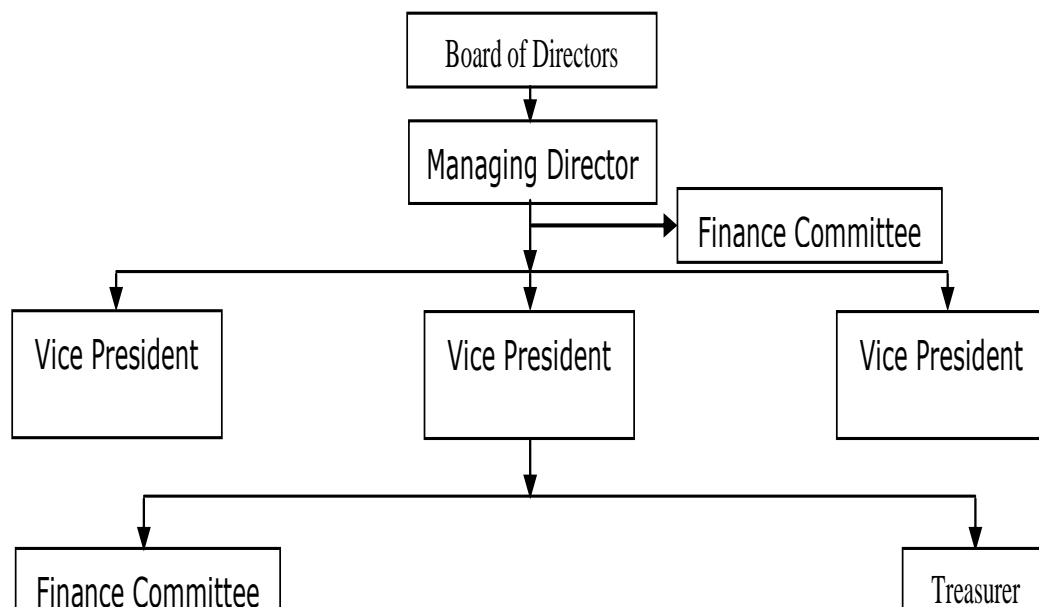 Board of Directors
Managing Director
Finance Committee
Vice President
Vice President
Vice President
Finance Committee
Treasurer